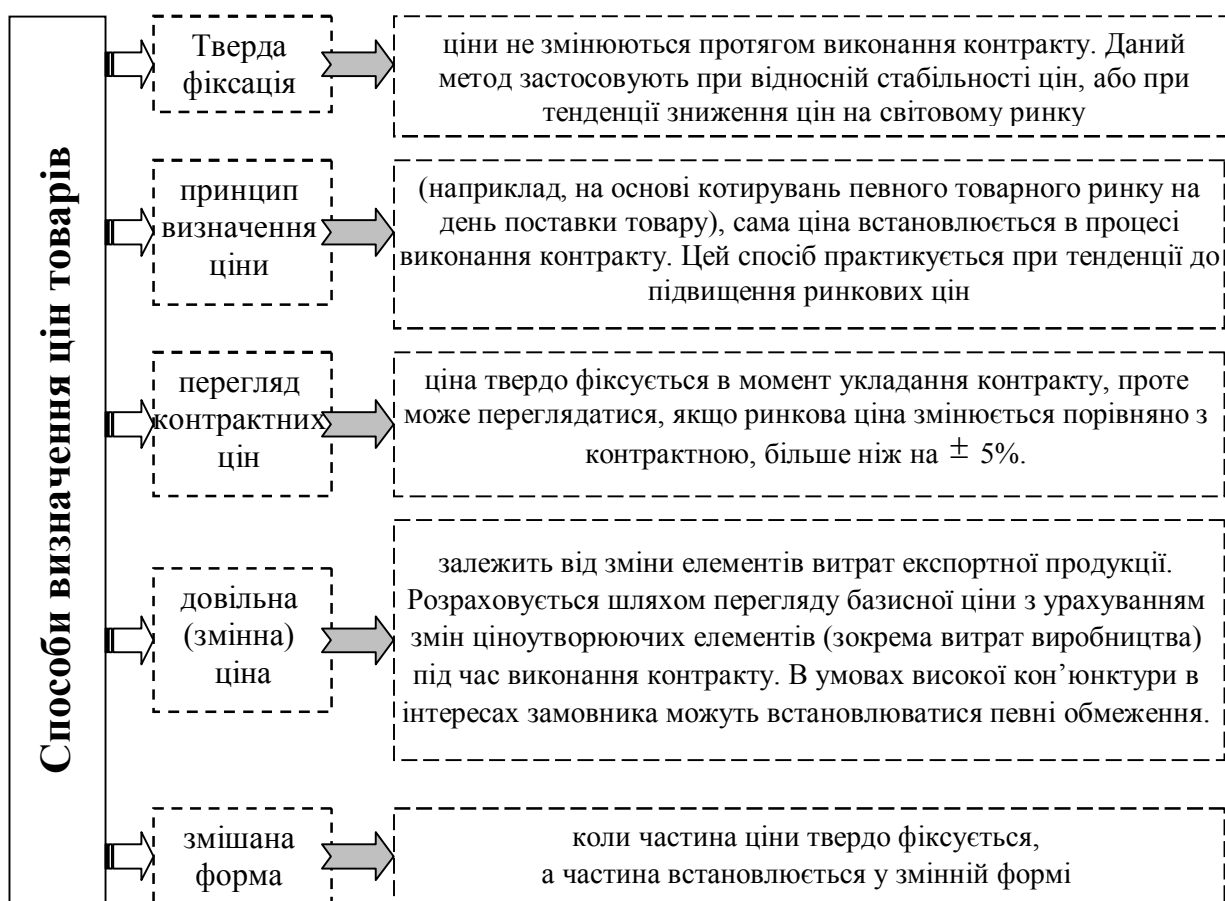 Способи визначення цін товарів
Тверда
фіксація
ціни не змінюються протягом виконання контракту. Даний
метод застосовують при відносній стабільності цін, або при
тенденції зниження цін на світовому ринку
принцип
визначення
ціни
(наприклад, на основі котирувань певного товарного ринку на
день поставки товару), сама ціна встановлюється в процесі
виконання контракту. Цей спосіб практикується при тенденції до
підвищення ринкових цін
перегляд
контрактних
цін
ціна твердо фіксується в момент укладання контракту, проте
може переглядатися, якщо ринкова ціна змінюється порівняно з
контрактною, більше ніж на ± 5%.
довільна
(змінна)
ціна
залежить від зміни елементів витрат експортної продукції.
Розраховується шляхом перегляду базисної ціни з урахуванням
змін ціноутворюючих елементів (зокрема витрат виробництва)
під час виконання контракту. В умовах високої кон’юнктури в
інтересах замовника можуть встановлюватися певні обмеження.
змішана
форма
коли частина ціни твердо фіксується,
а частина встановлюється у змінній формі